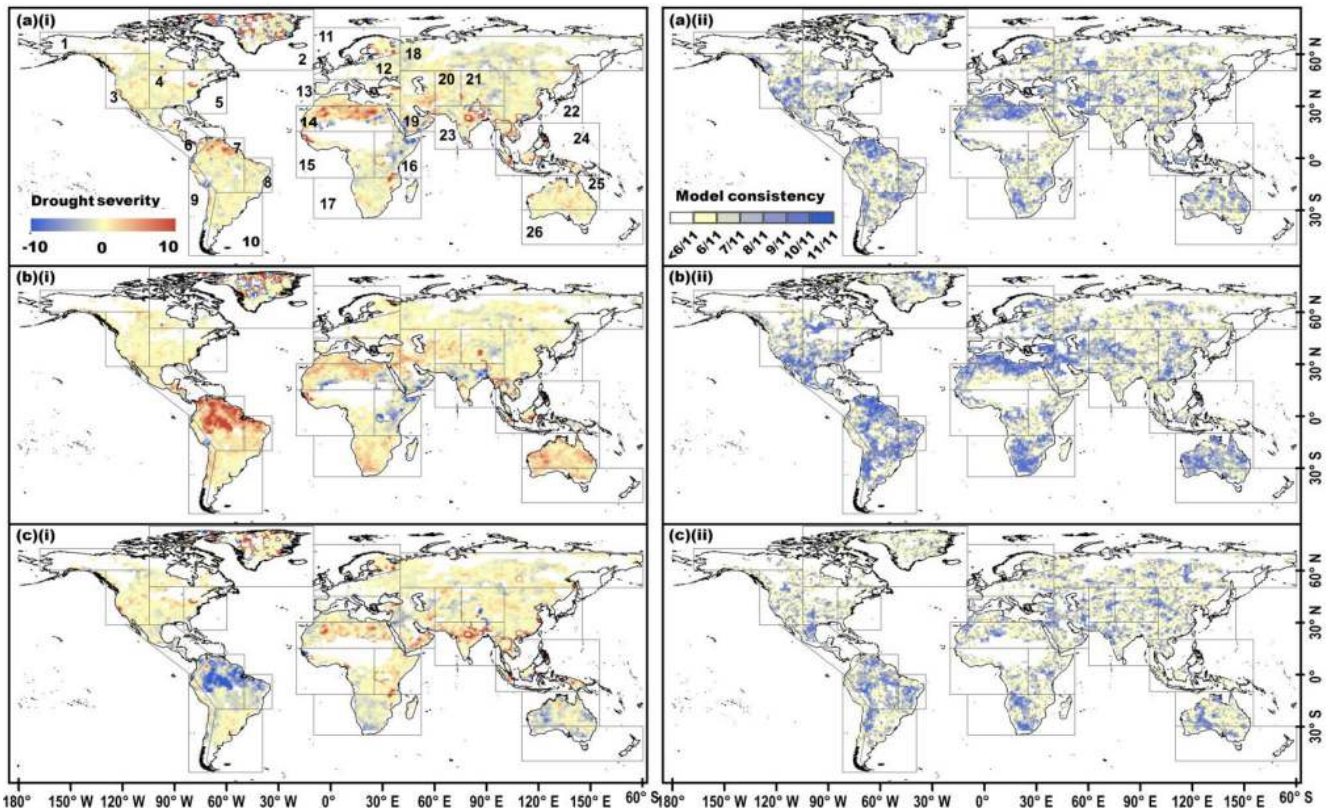 (a)(i)
1
2
3
4
5
6
7
8
9
10
11
12
13
14
15
16
17
18
19
20
21
22
23
24
25
26
Drought severity
-10 0 10
(a)(ii)
Model consistency
<6/11 6/11 7/11 8/11 9/11 10/11 11/11
60° N
30° N
0°
30° S
(b)(i)
(b)(ii)
60° N
30° N
0°
30° S
(c)(i)
(c)(ii)
60° N
30° N
0°
30° S
180° 150° W 120° W 90° W 60° W 30° W 0° 30° E 60° E 90° E 120° E 150° E 60° S
180° 150° W 120° W 90° W 60° W 30° W 0° 30° E 60° E 90° E 120° E 150° E 60° S